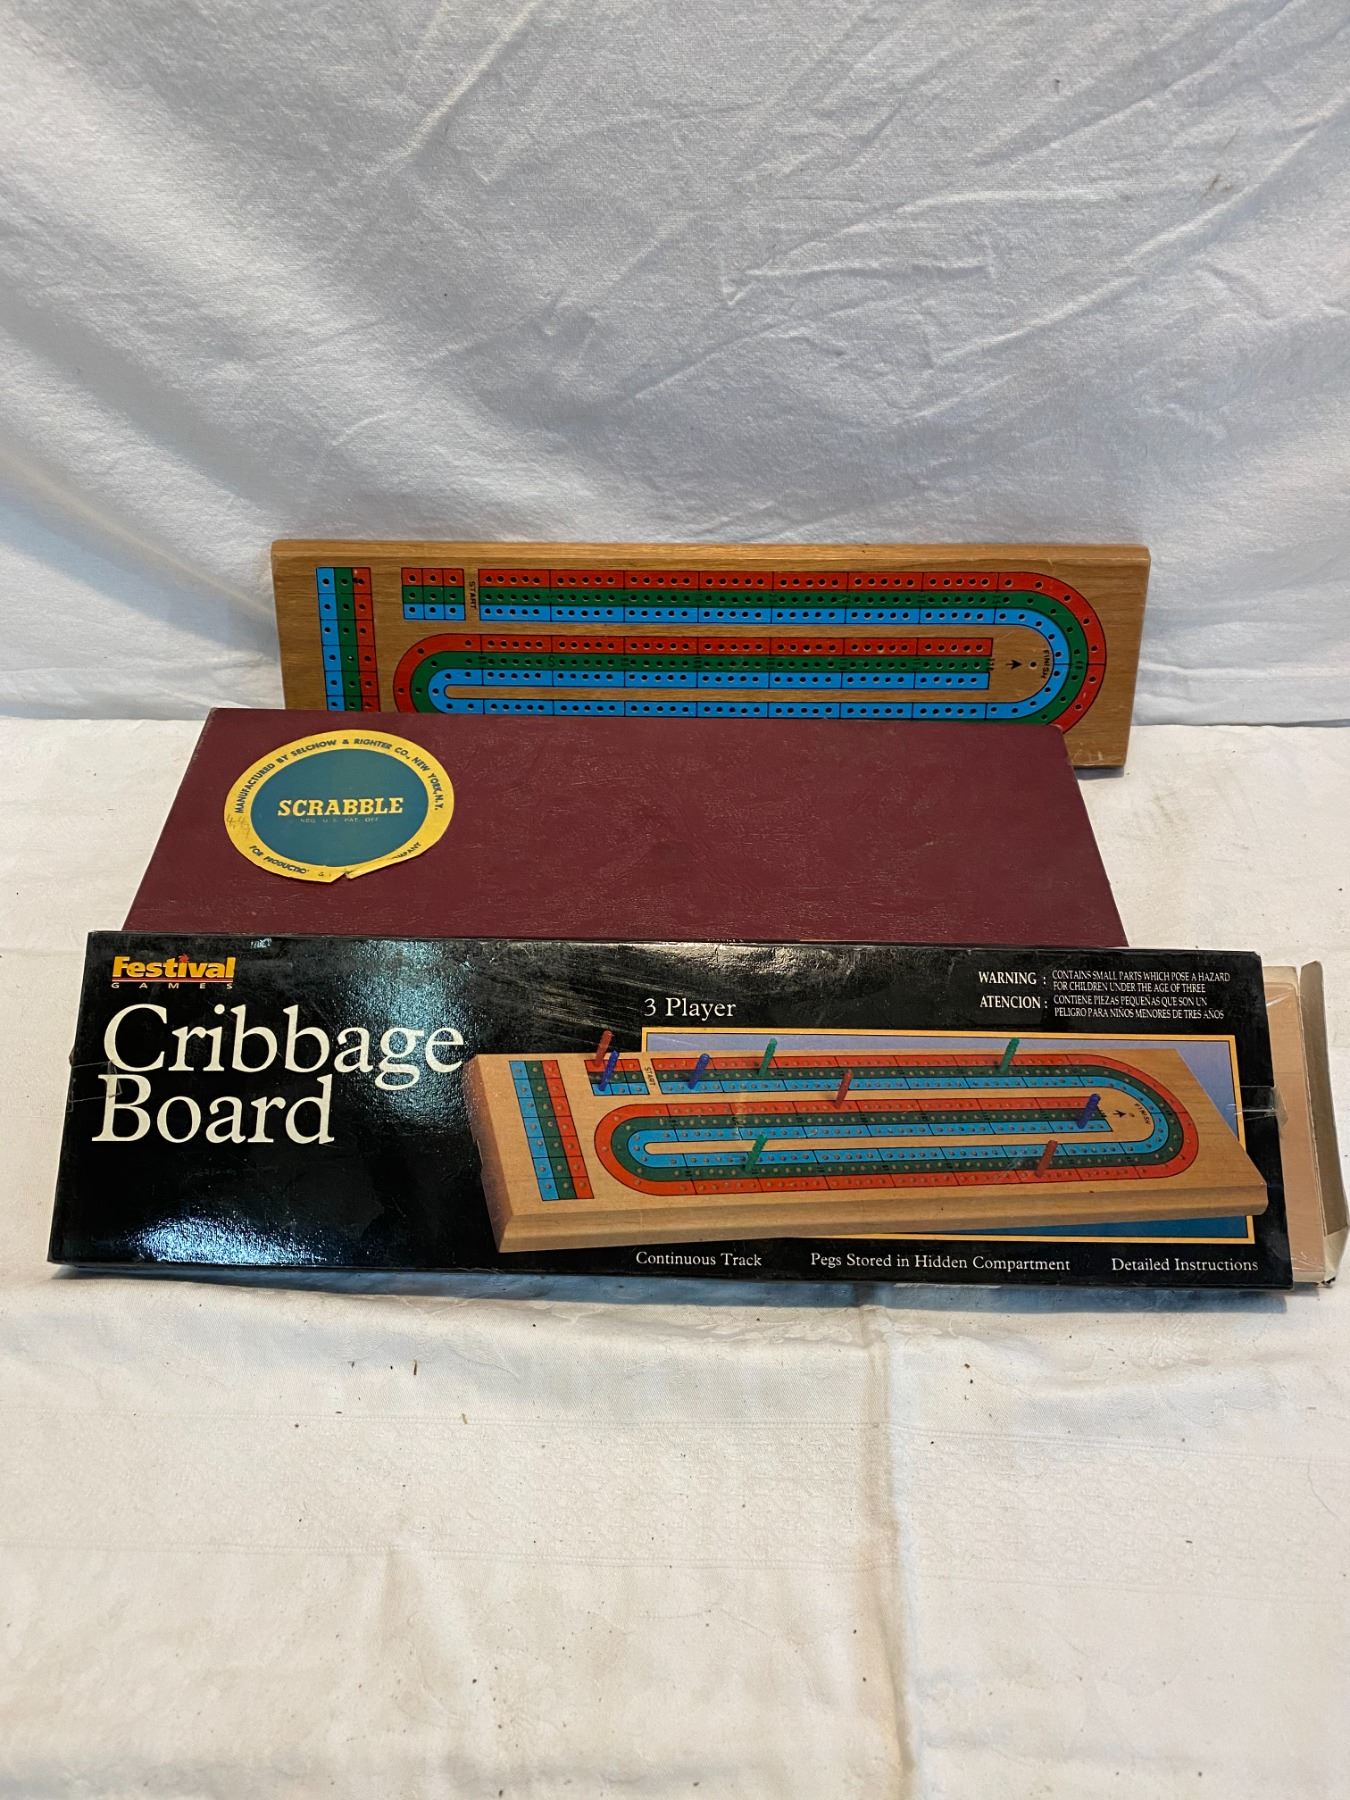 START
FINISH
MANUFACTURED BY SELCHOW & RIGHTER CO., NEW YORK, N.Y.
SCRABBLE
REG. U.S. PAT. OFF.
FOR PRODUCTIO
Festival
GAMES
Cribbage
Board
3 Player
WARNING : CONTAINS SMALL PARTS WHICH POSE A HAZARD
FOR CHILDREN UNDER THE AGE OF THREE
ATENCION : CONTIENE PIEZAS PEQUEÑAS QUE SON UN
PELIGRO PARA NIÑOS MENORES DE TRES AÑOS
START
FINISH
Continuous Track
Pegs Stored in Hidden Compartment
Detailed Instructions